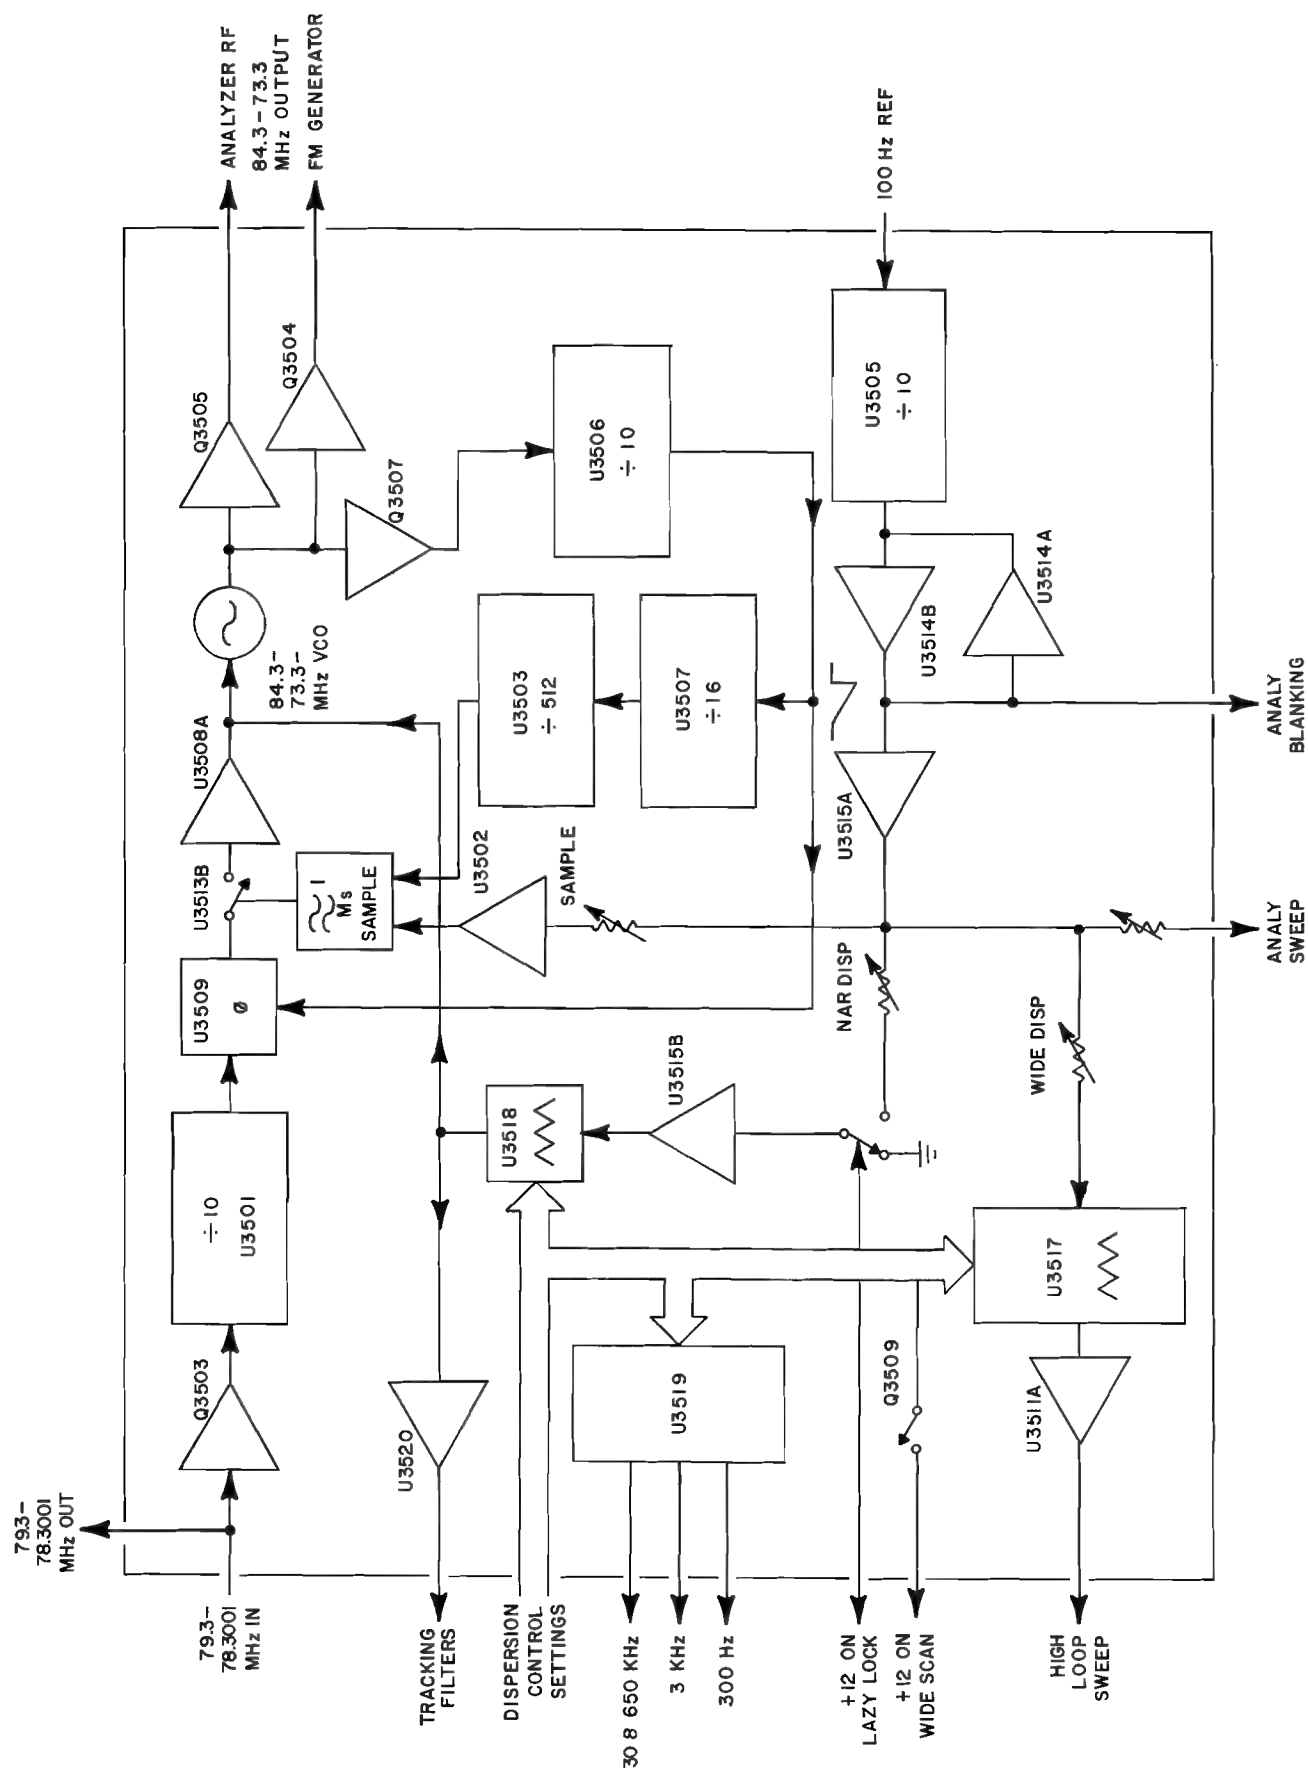 ANALYZER RF
84.3-73.3
MHz OUTPUT
FM GENERATOR
100 Hz REF
Q3505
Q3504
Q3507
U3506
÷ 10
U3505
÷ 10
84.3-
73.3-
MHz VCO
U3503
÷ 512
U3507
÷ 16
U3514B
U3514A
ANALY
BLANKING
U3508A
U3513B
1
Ms
SAMPLE
U3502
SAMPLE
U3515A
ANALY
SWEEP
U3509
Ø
NAR DISP
WIDE DISP
U3515B
U3518
÷10
U3501
U3517
Q3503
U3520
U3519
Q3509
U3511A
79.3-
78.3001
MHz OUT
79.3-
78.3001
MHz IN
TRACKING
FILTERS
DISPERSION
CONTROL
SETTINGS
30 8 650 KHz
3 KHz
300 Hz
+12 ON
LAZY LOCK
+12 ON
WIDE SCAN
HIGH
LOOP
SWEEP